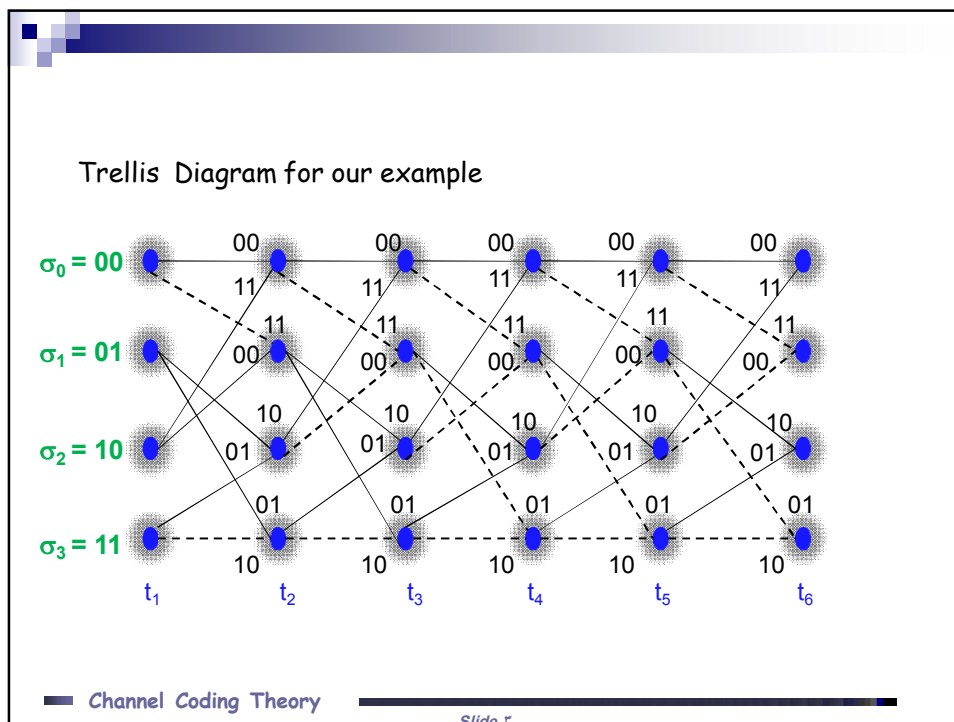 Trellis Diagram for our example
00 00 00 00 00
σ₀ = 00
11 11 11 11 11
11 11 11 11 11
σ₁ = 01
00 00 00 00 00
10 10 10 10 10
σ₂ = 10
01 01 01 01 01
01 01 01 01 01
σ₃ = 11
10 10 10 10 10
t₁ t₂ t₃ t₄ t₅ t₆
Channel Coding Theory
Slide ٣